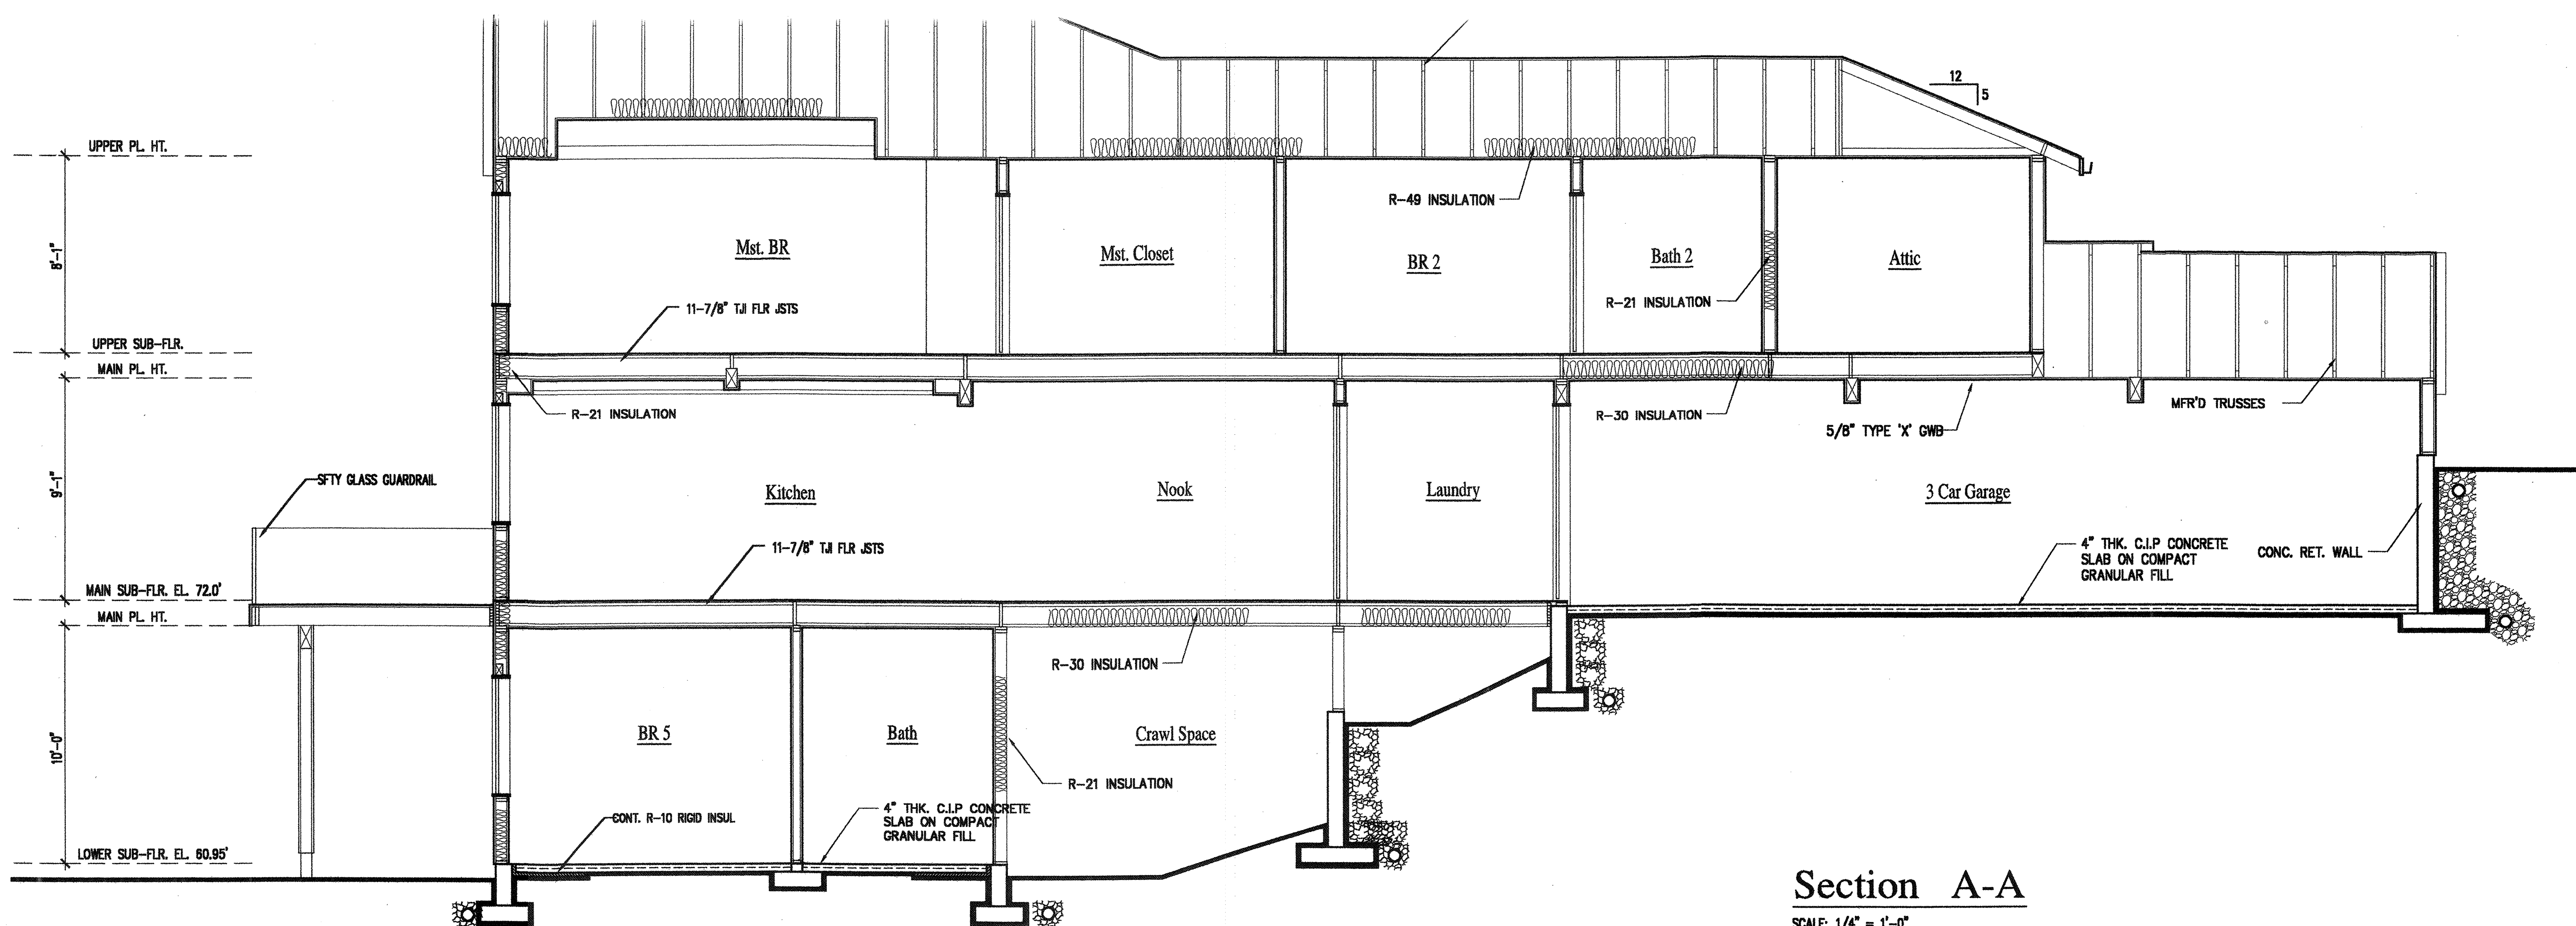 12
5
UPPER PL. HT.
R-49 INSULATION
8'-1"
Mst. BR
Mst. Closet
BR 2
Bath 2
Attic
R-21 INSULATION
11-7/8" TJI FLR JSTS
UPPER SUB-FLR.
MAIN PL. HT.
R-21 INSULATION
R-30 INSULATION
5/8" TYPE 'X' GWB
MFR'D TRUSSES
9'-1"
SFTY GLASS GUARDRAIL
Kitchen
Nook
Laundry
3 Car Garage
11-7/8" TJI FLR JSTS
4" THK. C.I.P CONCRETE
SLAB ON COMPACT
GRANULAR FILL
CONC. RET. WALL
MAIN SUB-FLR. EL. 72.0'
MAIN PL. HT.
R-30 INSULATION
10'-0"
BR 5
Bath
Crawl Space
R-21 INSULATION
CONT. R-10 RIGID INSUL
4" THK. C.I.P CONCRETE
SLAB ON COMPACT
GRANULAR FILL
LOWER SUB-FLR. EL. 60.95'
Section A-A
SCALE: 1/4" = 1'-0"